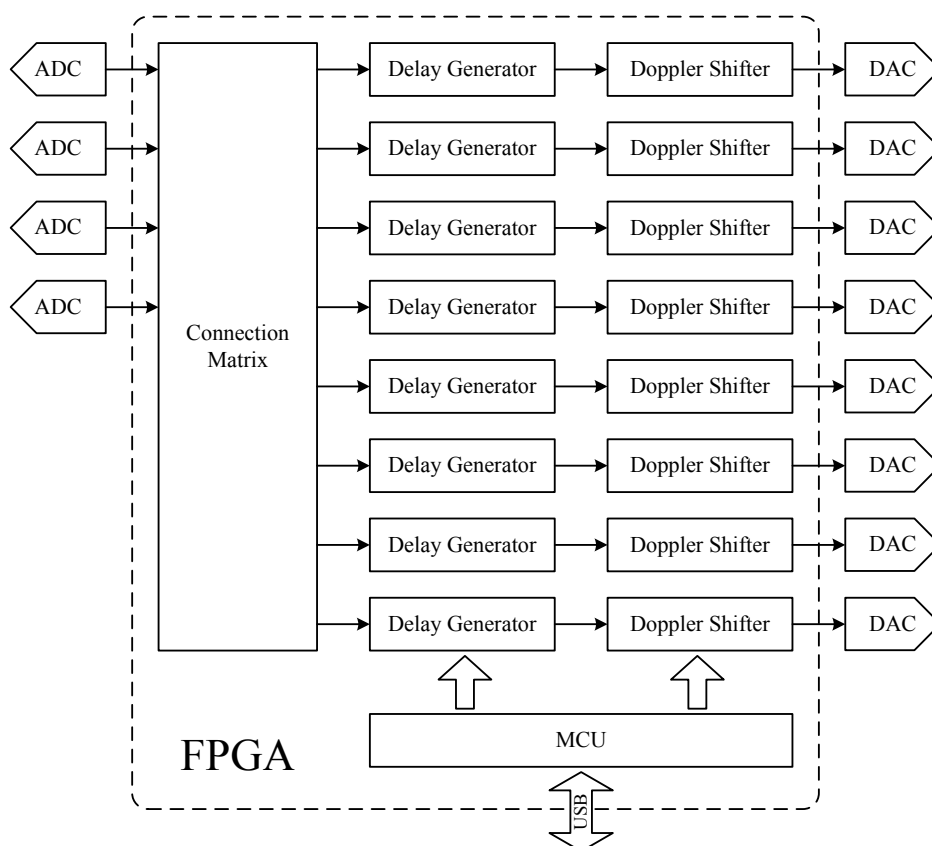 ADC
Delay Generator
Doppler Shifter
DAC
ADC
Delay Generator
Doppler Shifter
DAC
ADC
Delay Generator
Doppler Shifter
DAC
ADC
Delay Generator
Doppler Shifter
DAC
Connection
Matrix
Delay Generator
Doppler Shifter
DAC
Delay Generator
Doppler Shifter
DAC
Delay Generator
Doppler Shifter
DAC
Delay Generator
Doppler Shifter
DAC
MCU
FPGA
USB